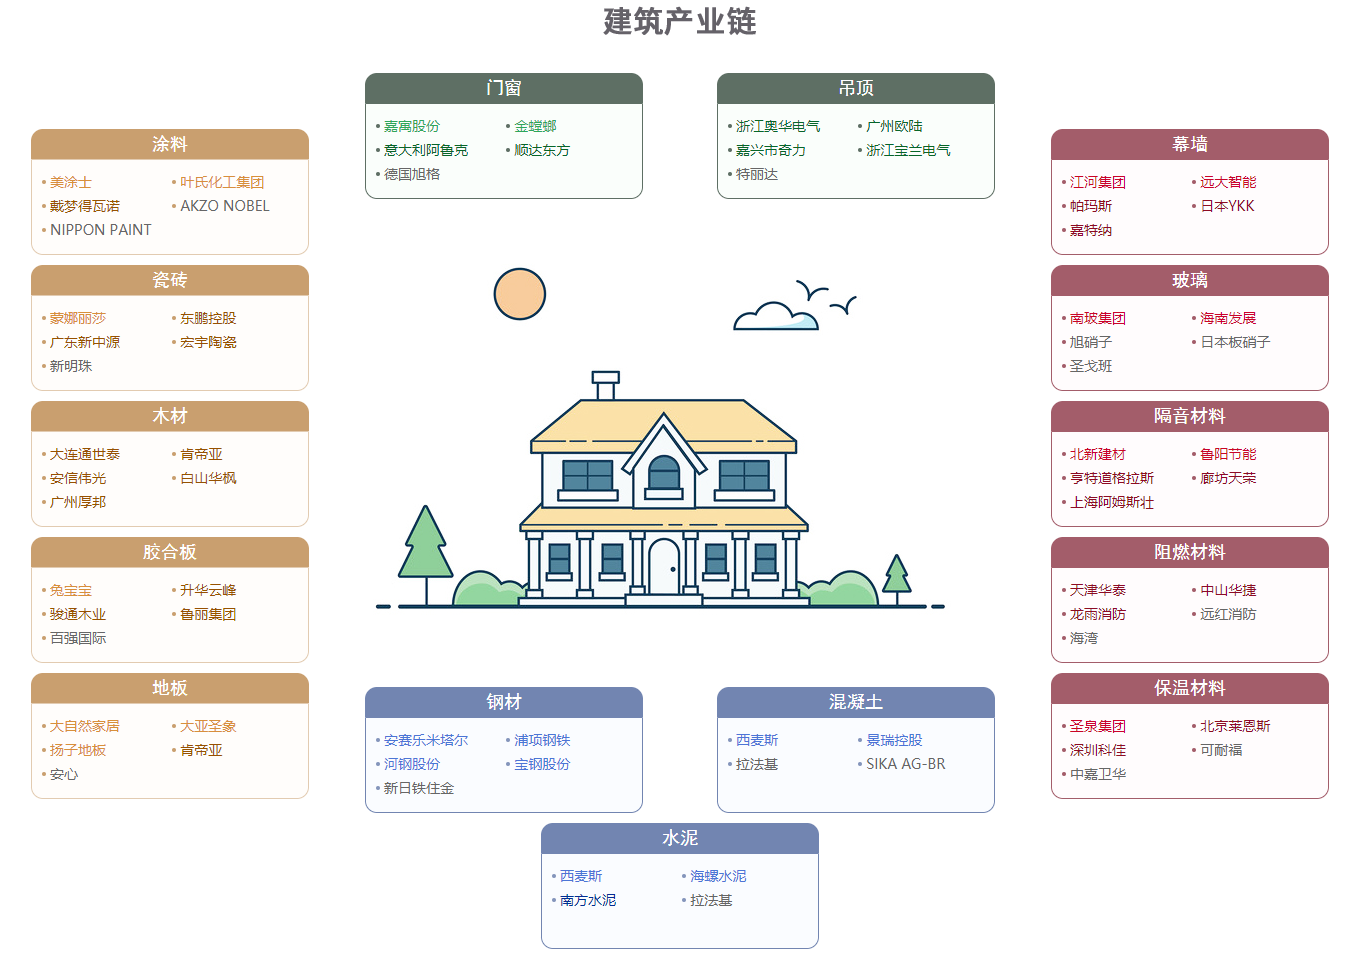 建筑产业链
门窗
嘉寓股份
金螳螂
意大利阿鲁克
顺达东方
德国旭格
吊顶
浙江奥华电气
广州欧陆
嘉兴市奇力
浙江宝兰电气
特丽达
涂料
美涂士
叶氏化工集团
戴梦得瓦诺
AKZO NOBEL
NIPPON PAINT
瓷砖
蒙娜丽莎
东鹏控股
广东新中源
宏宇陶瓷
新明珠
木材
大连通世泰
肯帝亚
安信伟光
白山华枫
广州厚邦
胶合板
兔宝宝
升华云峰
骏通木业
鲁丽集团
百强国际
地板
大自然家居
大亚圣象
扬子地板
肯帝亚
安心
幕墙
江河集团
远大智能
帕玛斯
日本YKK
嘉特纳
玻璃
南玻集团
海南发展
旭硝子
日本板硝子
圣戈班
隔音材料
北新建材
鲁阳节能
亨特道格拉斯
廊坊天荣
上海阿姆斯壮
阻燃材料
天津华泰
中山华捷
龙雨消防
远红消防
海湾
保温材料
圣泉集团
北京莱恩斯
深圳科佳
可耐福
中嘉卫华
钢材
安赛乐米塔尔
浦项钢铁
河钢股份
宝钢股份
新日铁住金
混凝土
西麦斯
景瑞控股
拉法基
SIKA AG-BR
水泥
西麦斯
海螺水泥
南方水泥
拉法基